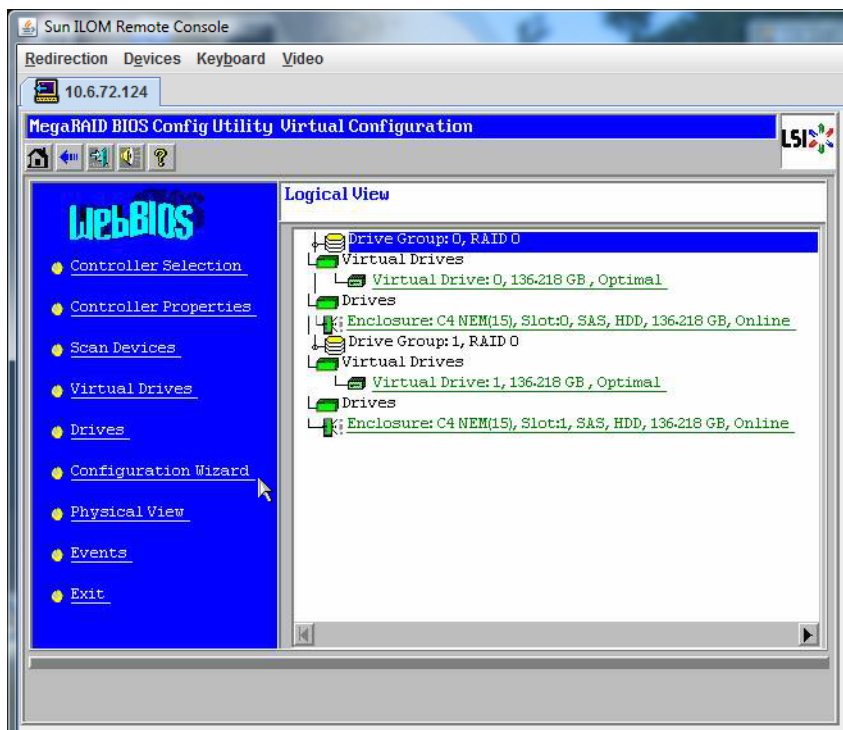 Sun ILOM Remote Console
Redirection Devices Keyboard Video
10.6.72.124
MegaRAID BIOS Config Utility Virtual Configuration
LSI
WebBIOS
Logical View
Controller Selection
Controller Properties
Scan Devices
Virtual Drives
Drives
Configuration Wizard
Physical View
Events
Exit
Drive Group: 0, RAID 0
Virtual Drives
Virtual Drive: 0, 136.218 GB , Optimal
Drives
Enclosure: C4 NEM(15), Slot:0, SAS, HDD, 136.218 GB, Online
Drive Group: 1, RAID 0
Virtual Drives
Virtual Drive: 1, 136.218 GB , Optimal
Drives
Enclosure: C4 NEM(15), Slot:1, SAS, HDD, 136.218 GB, Online